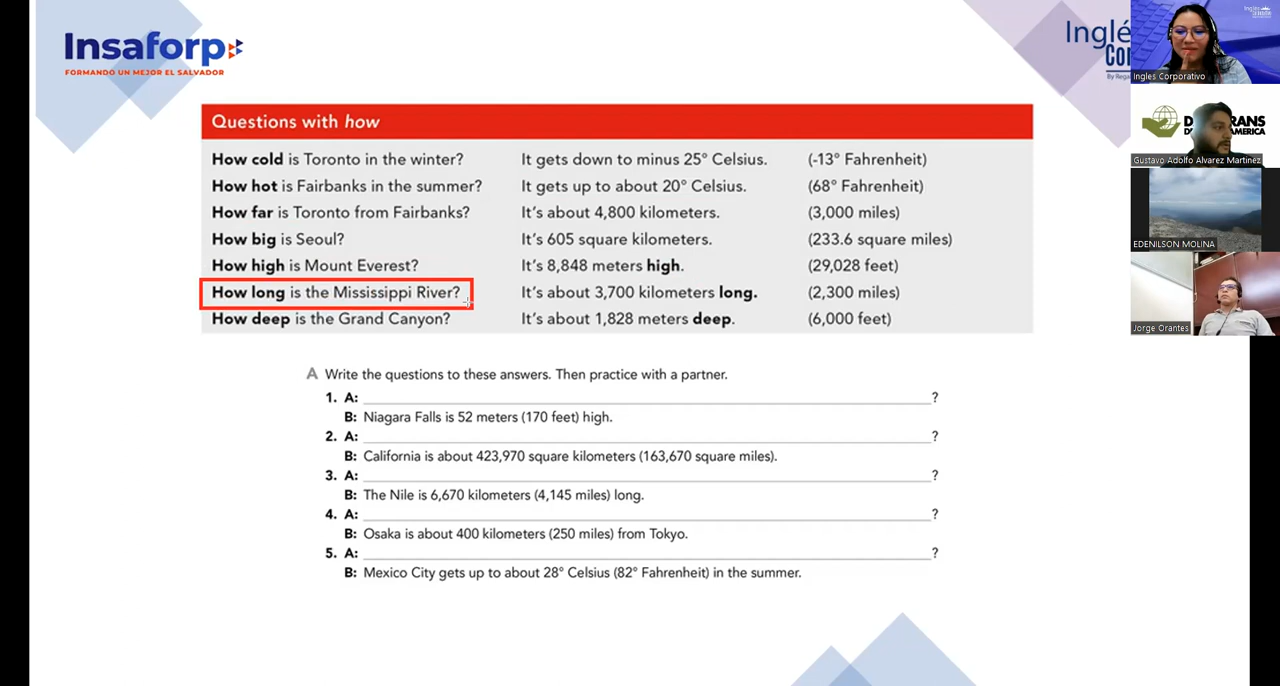 Insaforp
FORMANDO UN MEJOR EL SALVADOR
Inglé
Questions with how
How cold is Toronto in the winter? It gets down to minus 25° Celsius. (-13° Fahrenheit)
How hot is Fairbanks in the summer? It gets up to about 20° Celsius. (68° Fahrenheit)
How far is Toronto from Fairbanks? It's about 4,800 kilometers. (3,000 miles)
How big is Seoul? It's 605 square kilometers. (233.6 square miles)
How high is Mount Everest? It's 8,848 meters high. (29,028 feet)
How long is the Mississippi River? It's about 3,700 kilometers long. (2,300 miles)
How deep is the Grand Canyon? It's about 1,828 meters deep. (6,000 feet)
A Write the questions to these answers. Then practice with a partner.
1. A: ?
B: Niagara Falls is 52 meters (170 feet) high.
2. A: ?
B: California is about 423,970 square kilometers (163,670 square miles).
3. A: ?
B: The Nile is 6,670 kilometers (4,145 miles) long.
4. A: ?
B: Osaka is about 400 kilometers (250 miles) from Tokyo.
5. A: ?
B: Mexico City gets up to about 28° Celsius (82° Fahrenheit) in the summer.
Ingles Corporativo
Gustavo Adolfo Alvarez Martinez
EDENILSON MOLINA
Jorge Orantes